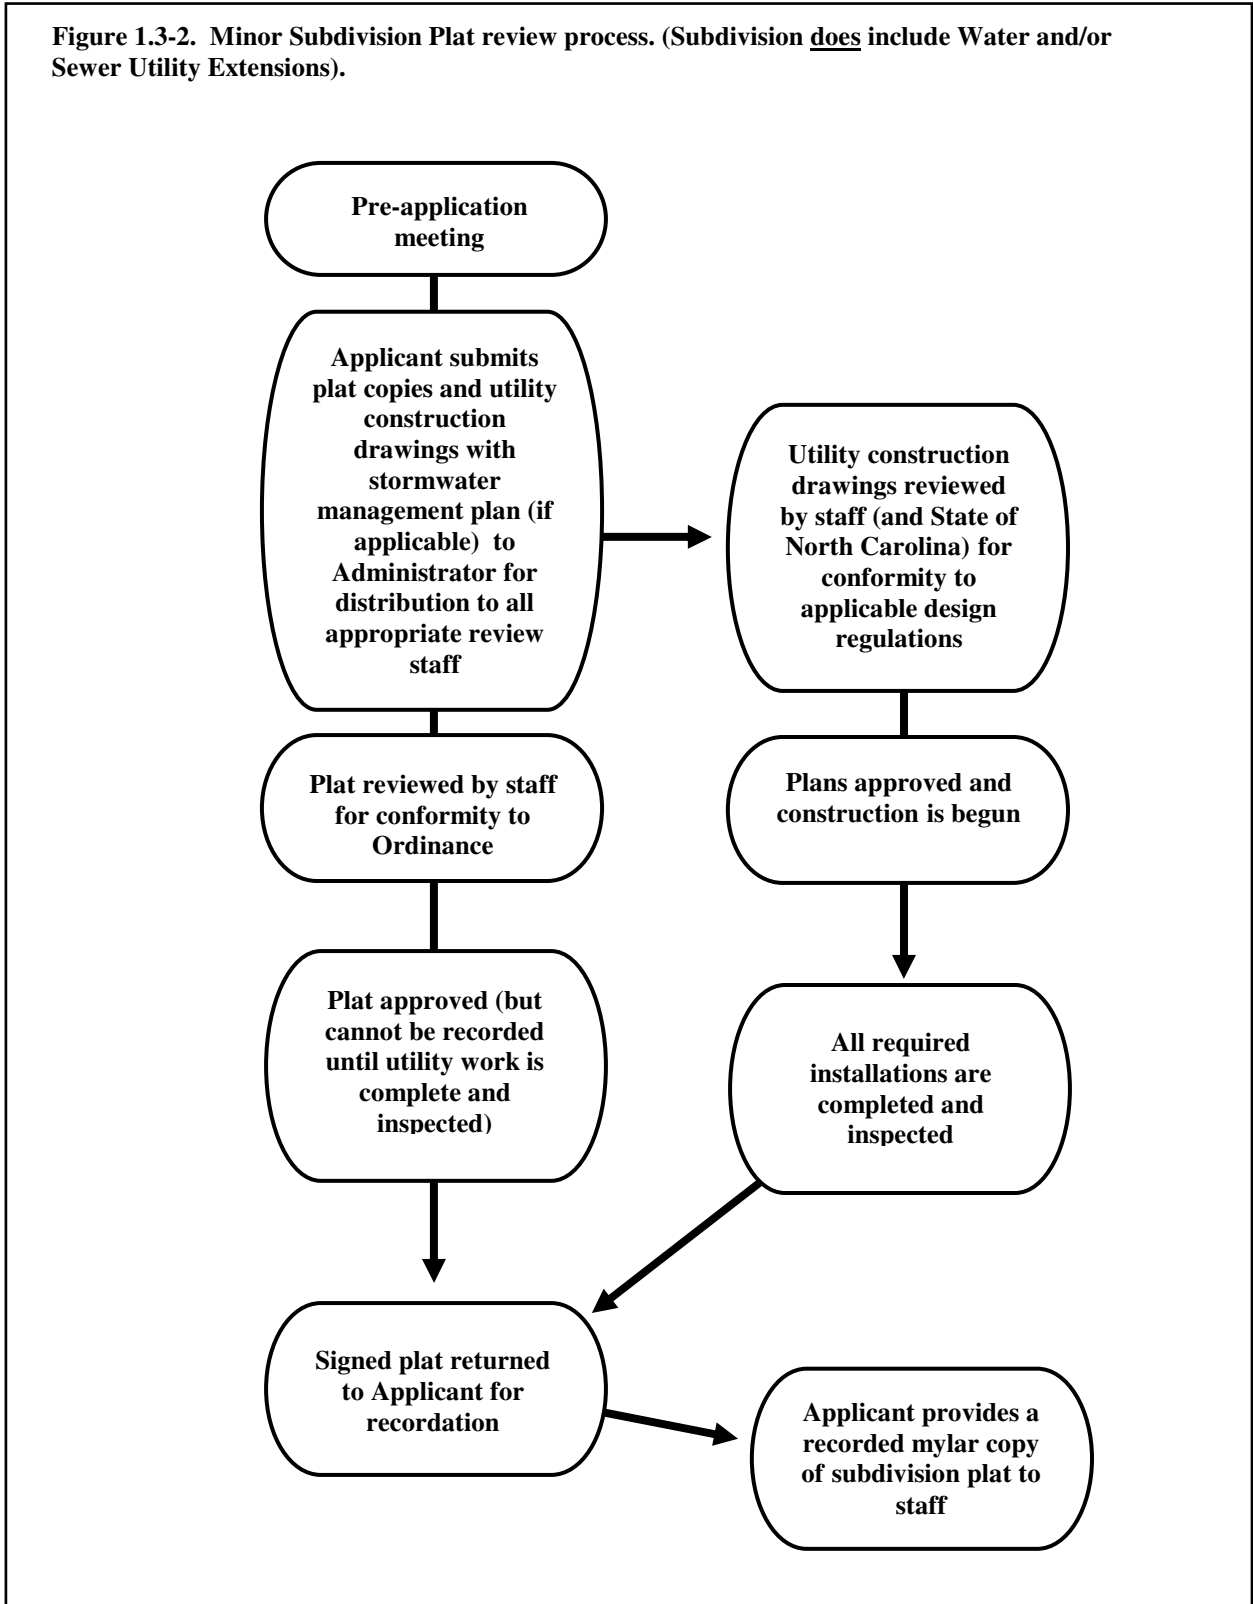 Figure 1.3-2. Minor Subdivision Plat review process. (Subdivision does include Water and/or
Sewer Utility Extensions).
Pre-application
meeting
Applicant submits
plat copies and utility
construction
drawings with
stormwater
management plan (if
applicable) to
Administrator for
distribution to all
appropriate review
staff
Utility construction
drawings reviewed
by staff (and State of
North Carolina) for
conformity to
applicable design
regulations
Plat reviewed by staff
for conformity to
Ordinance
Plans approved and
construction is begun
Plat approved (but
cannot be recorded
until utility work is
complete and
inspected)
All required
installations are
completed and
inspected
Signed plat returned
to Applicant for
recordation
Applicant provides a
recorded mylar copy
of subdivision plat to
staff